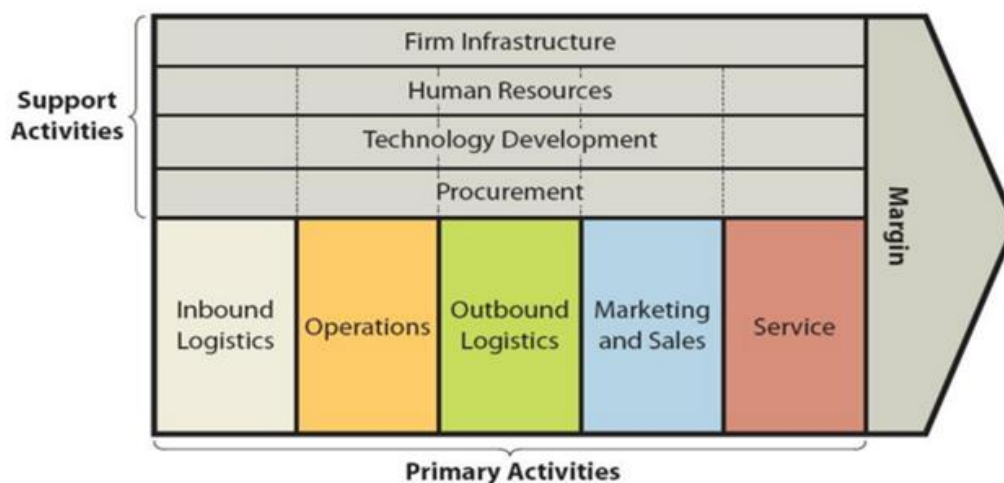 Firm Infrastructure
Support
Activities
Human Resources
Technology Development
Procurement
Margin
Inbound
Logistics
Operations
Outbound
Logistics
Marketing
and Sales
Service
Primary Activities